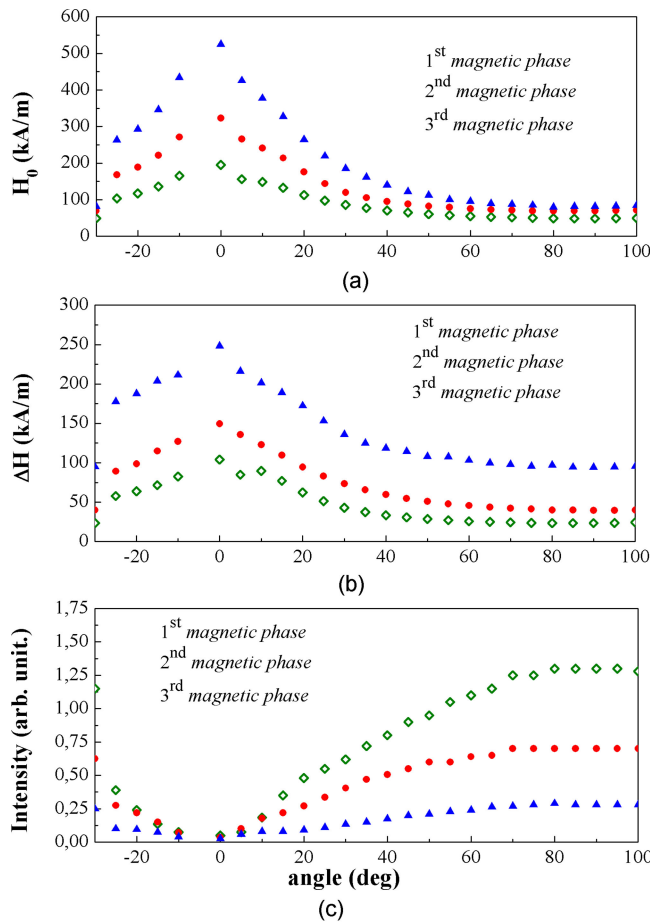 600
500
400
300
200
100
0
H0 (kA/m)
1st magnetic phase
2nd magnetic phase
3rd magnetic phase
-20 0 20 40 60 80 100
(a)
300
250
200
150
100
50
0
ΔH (kA/m)
1st magnetic phase
2nd magnetic phase
3rd magnetic phase
-20 0 20 40 60 80 100
(b)
1,75
1,50
1,25
1,00
0,75
0,50
0,25
0,00
Intensity (arb. unit.)
1st magnetic phase
2nd magnetic phase
3rd magnetic phase
-20 0 20 40 60 80 100
angle (deg)
(c)